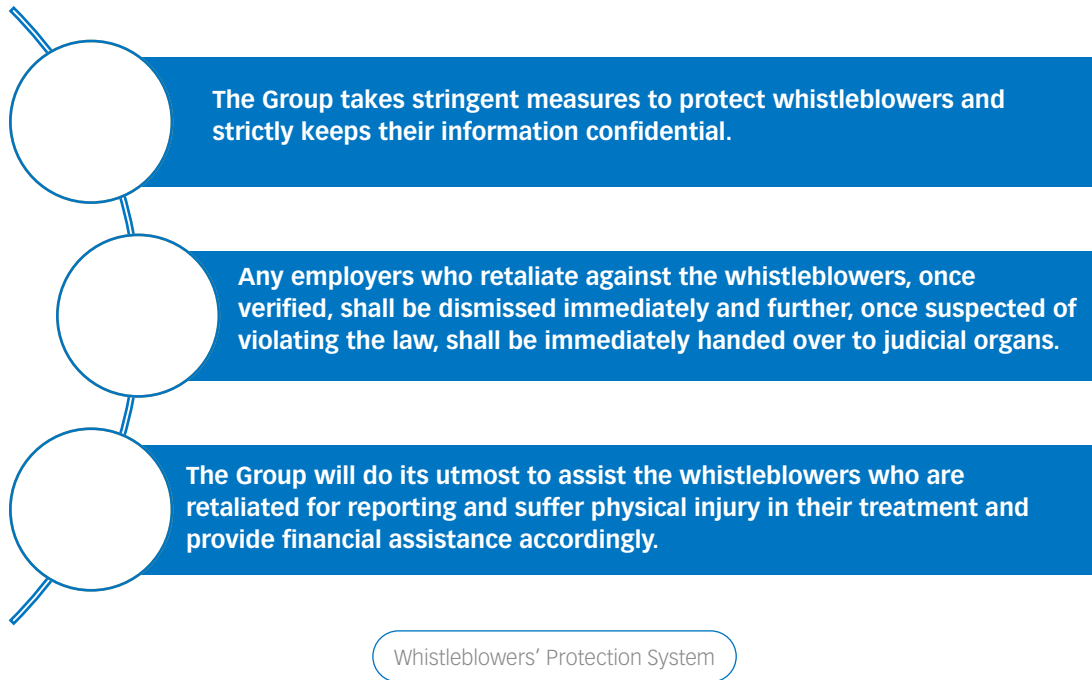 The Group takes stringent measures to protect whistleblowers and
strictly keeps their information confidential.
Any employers who retaliate against the whistleblowers, once
verified, shall be dismissed immediately and further, once suspected of
violating the law, shall be immediately handed over to judicial organs.
The Group will do its utmost to assist the whistleblowers who are
retaliated for reporting and suffer physical injury in their treatment and
provide financial assistance accordingly.
Whistleblowers’ Protection System